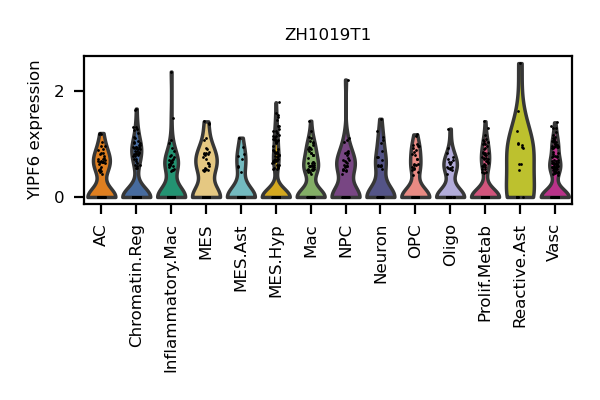 ZH1019T1
YIPF6 expression
2
0
AC
Chromatin.Reg
Inflammatory.Mac
MES
MES.Ast
MES.Hyp
Mac
NPC
Neuron
OPC
Oligo
Prolif.Metab
Reactive.Ast
Vasc